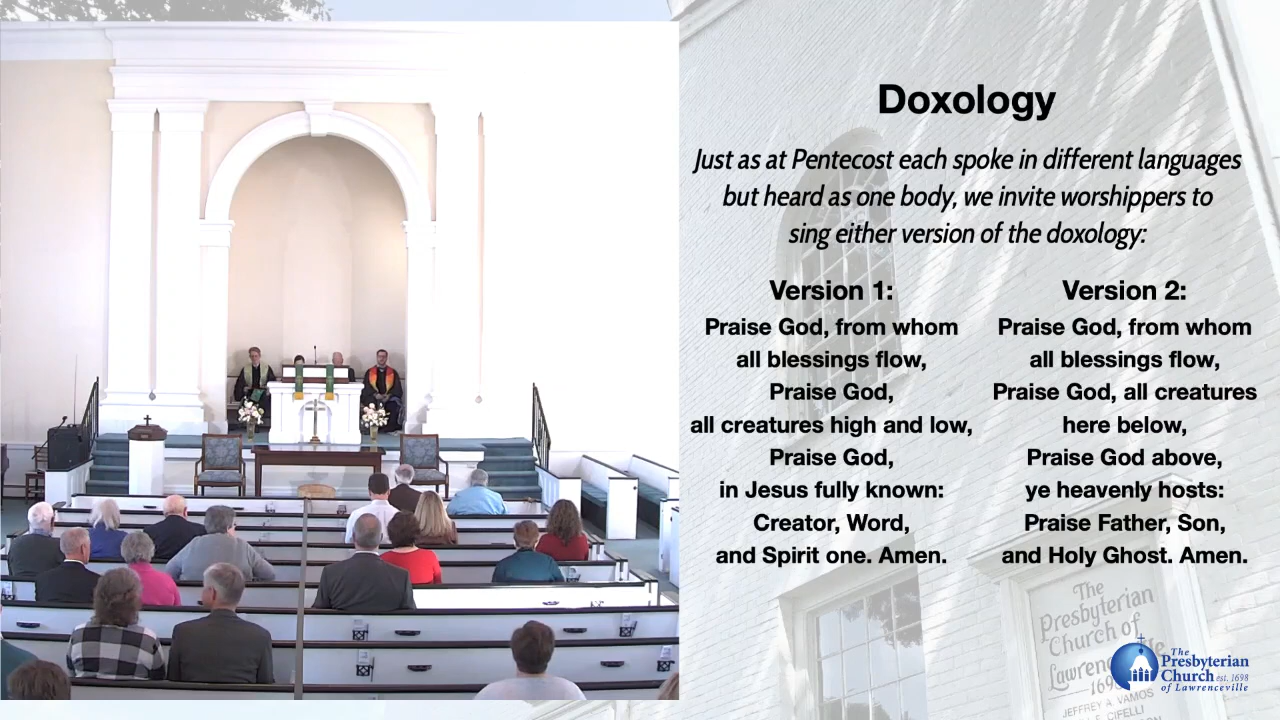 Doxology
Just as at Pentecost each spoke in different languages
but heard as one body, we invite worshippers to
sing either version of the doxology:
Version 1:
Praise God, from whom
all blessings flow,
Praise God,
all creatures high and low,
Praise God,
in Jesus fully known:
Creator, Word,
and Spirit one. Amen.
Version 2:
Praise God, from whom
all blessings flow,
Praise God, all creatures
here below,
Praise God above,
ye heavenly hosts:
Praise Father, Son,
and Holy Ghost. Amen.
The
Presbyterian
Church of
1698
JEFFREY A. VAMOS
CIFELLI
The
Presbyterian
Church est. 1698
of Lawrenceville